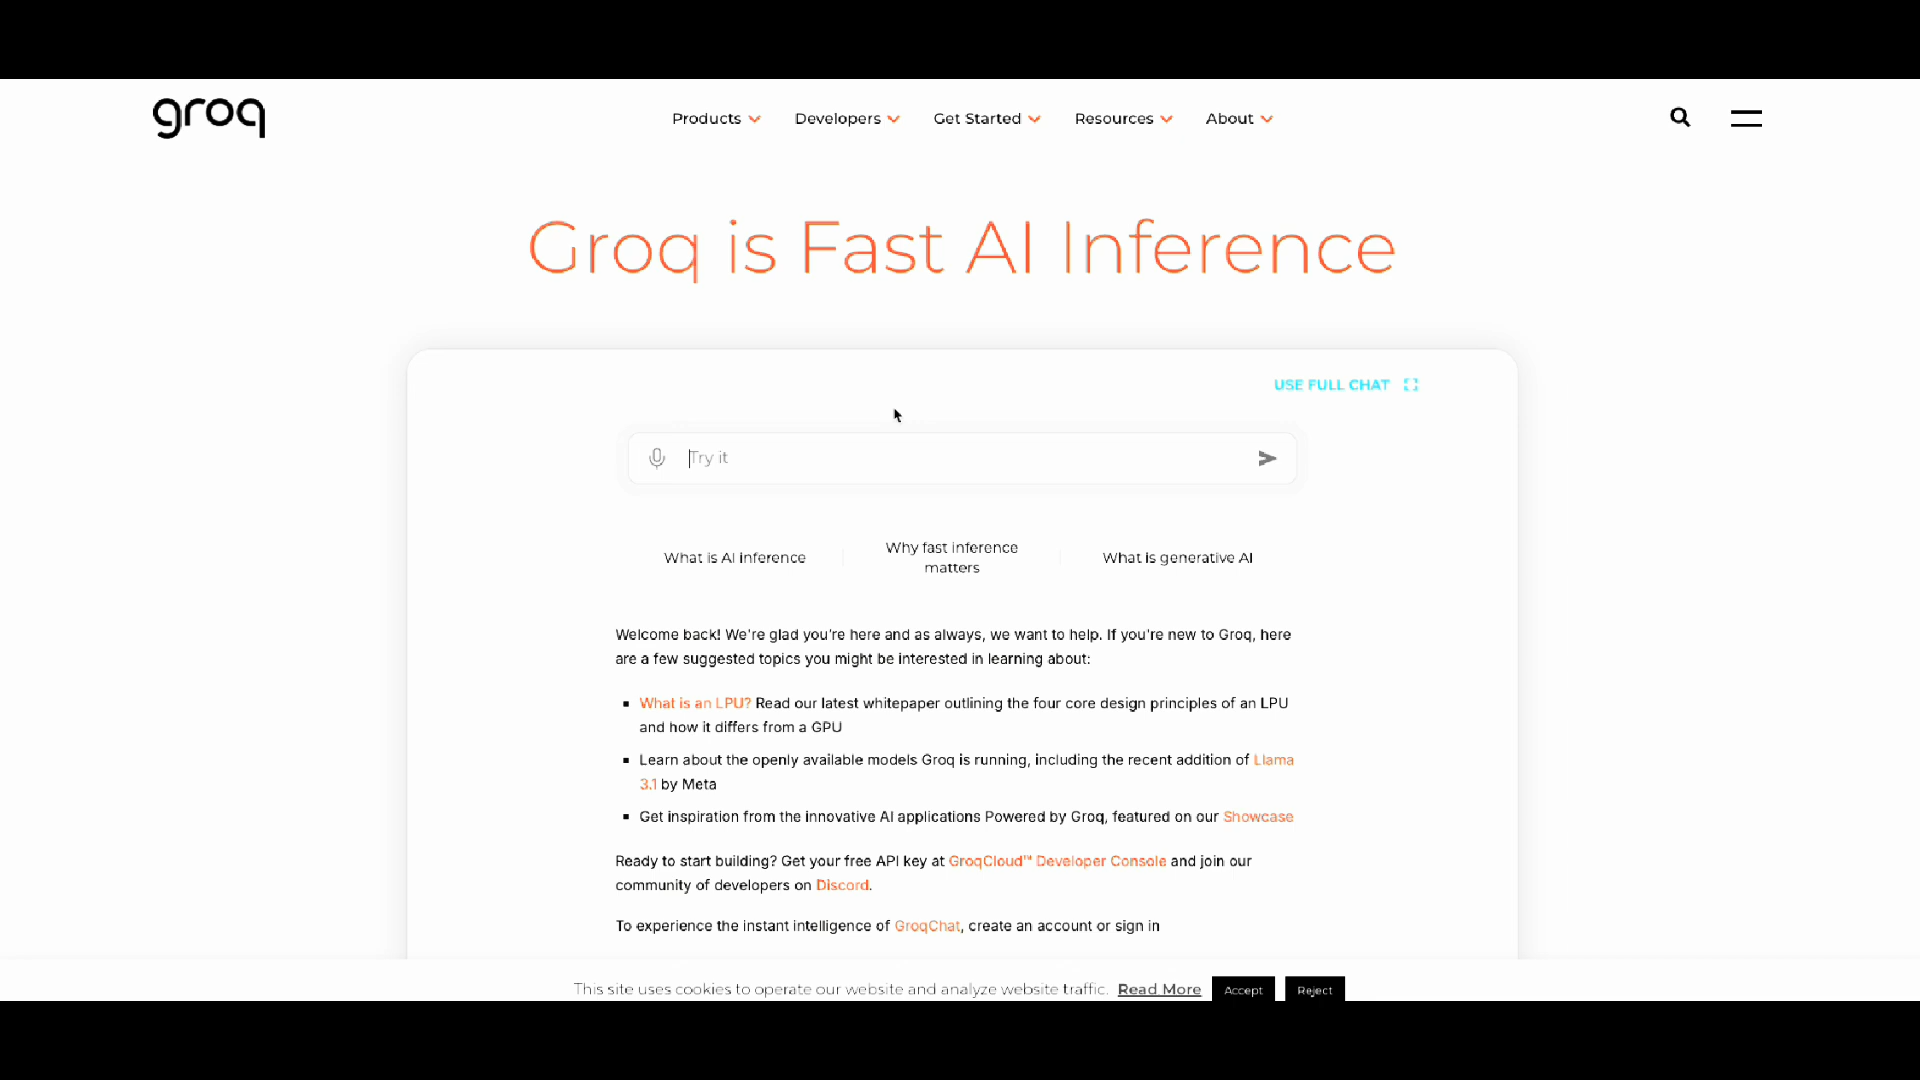 groq
Products
Developers
Get Started
Resources
About
Groq is Fast AI Inference
USE FULL CHAT
Try it
What is AI inference
Why fast inference
matters
What is generative AI
Welcome back! We're glad you're here and as always, we want to help. If you're new to Groq, here
are a few suggested topics you might be interested in learning about:
▪ What is an LPU? Read our latest whitepaper outlining the four core design principles of an LPU
and how it differs from a GPU
▪ Learn about the openly available models Groq is running, including the recent addition of Llama
3.1 by Meta
▪ Get inspiration from the innovative AI applications Powered by Groq, featured on our Showcase
Ready to start building? Get your free API key at GroqCloud™ Developer Console and join our
community of developers on Discord.
To experience the instant intelligence of GroqChat, create an account or sign in
This site uses cookies to operate our website and analyze website traffic. Read More Accept Reject